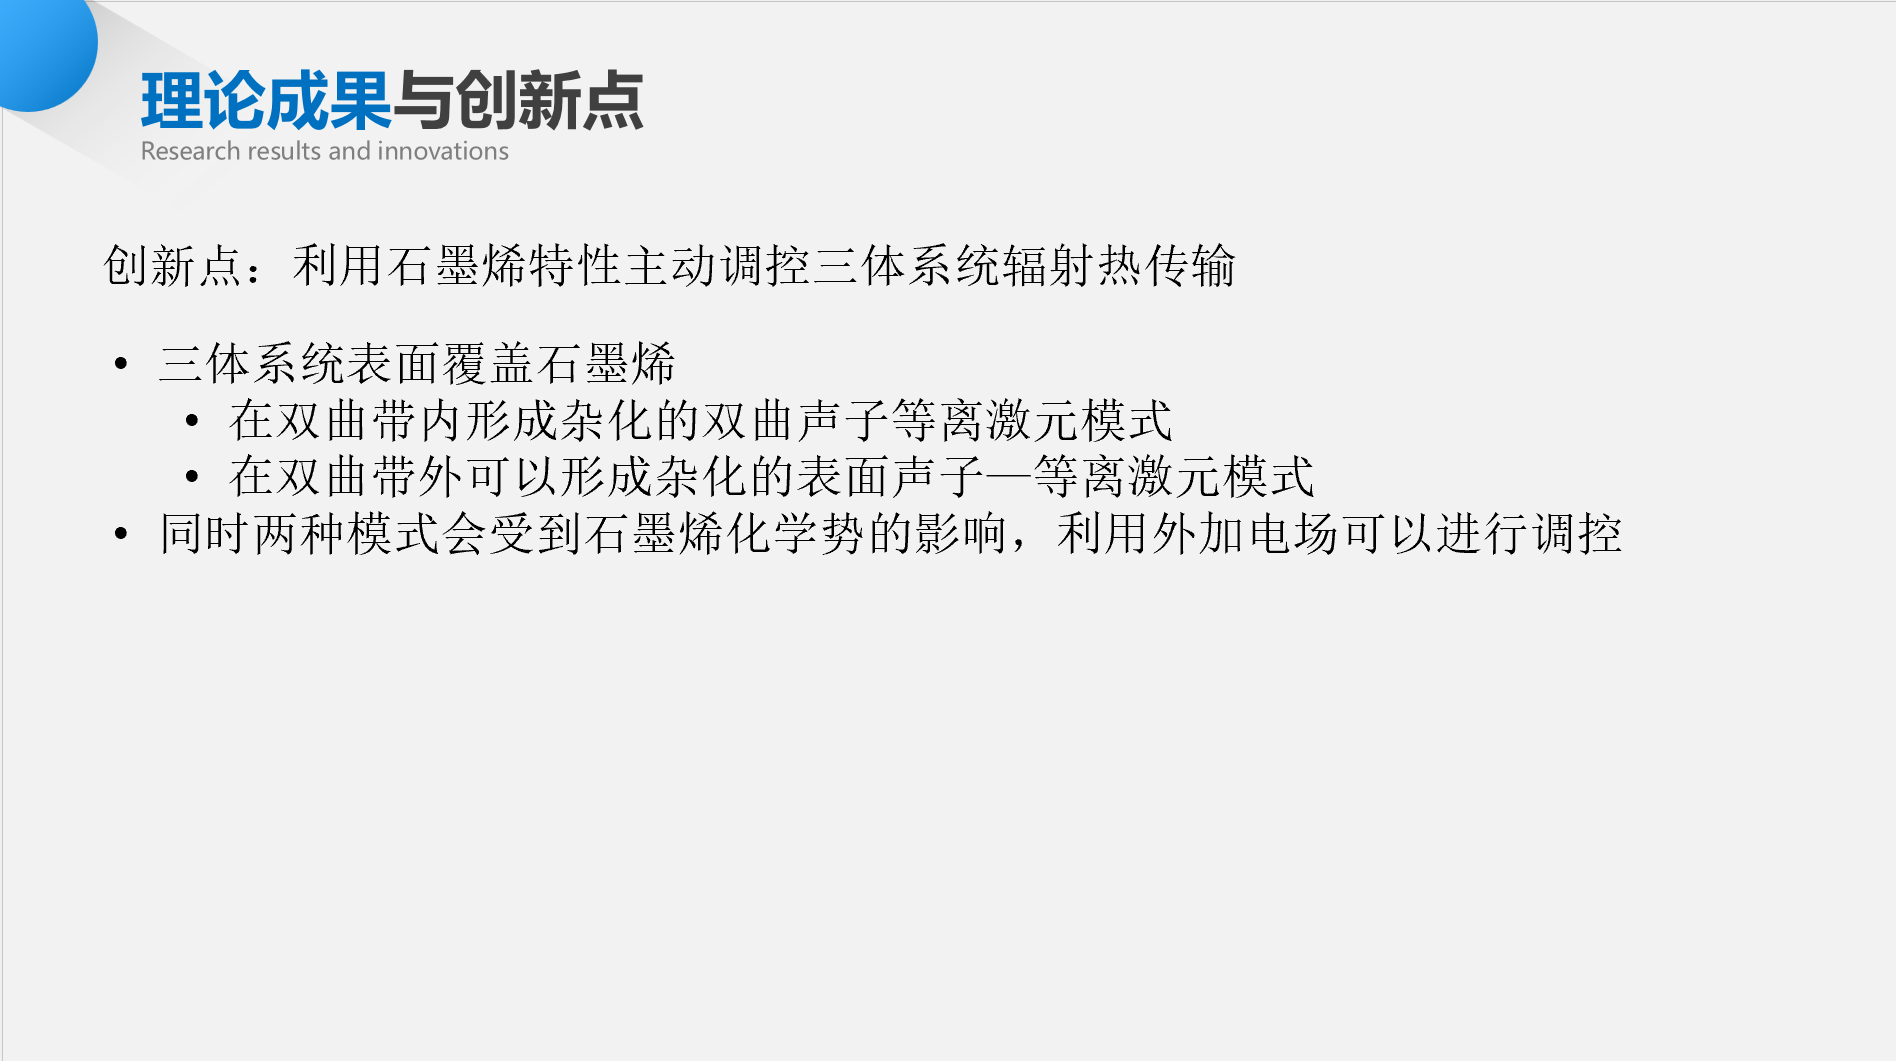 理论成果与创新点
Research results and innovations
创新点：利用石墨烯特性主动调控三体系统辐射热传输
• 三体系统表面覆盖石墨烯
• 在双曲带内形成杂化的双曲声子等离激元模式
• 在双曲带外可以形成杂化的表面声子—等离激元模式
• 同时两种模式会受到石墨烯化学势的影响，利用外加电场可以进行调控